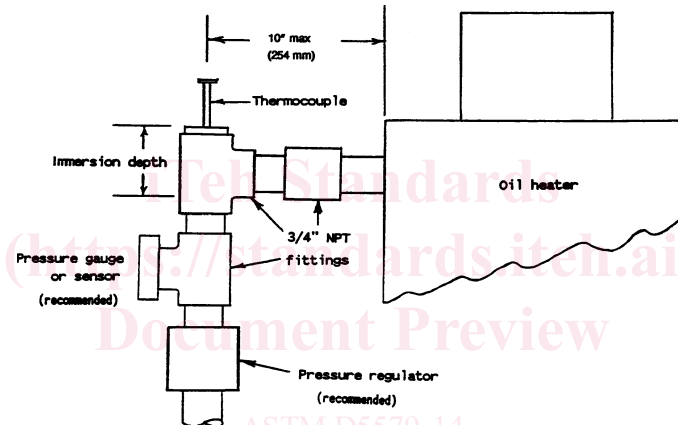 10" max
(254 mm)
Thermocouple
Immersion depth
Oil heater
3/4" NPT
fittings
Pressure gauge
or sensor
(recommended)
Pressure regulator
(recommended)
iTeh Standards
(https://standards.iteh.ai
Document Preview
ASTM D5570-14